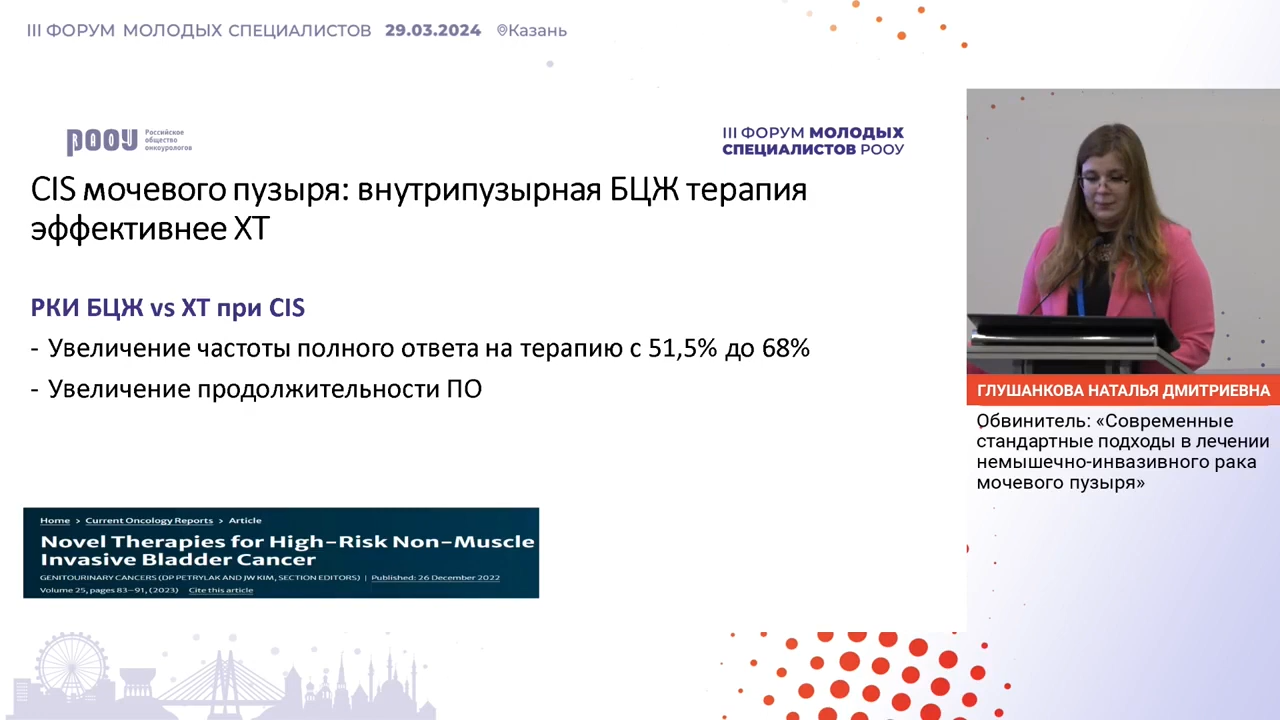 III ФОРУМ МОЛОДЫХ СПЕЦИАЛИСТОВ 29.03.2024 Казань
РООУ Российское общество онкоурологов
III ФОРУМ МОЛОДЫХ
СПЕЦИАЛИСТОВ РООУ
CIS мочевого пузыря: внутрипузырная БЦЖ терапия
эффективнее ХТ
РКИ БЦЖ vs ХТ при CIS
- Увеличение частоты полного ответа на терапию с 51,5% до 68%
- Увеличение продолжительности ПО
Home > Current Oncology Reports > Article
Novel Therapies for High-Risk Non-Muscle
Invasive Bladder Cancer
GENITOURINARY CANCERS (DP PETRYLAK AND JW KIM, SECTION EDITORS) | Published: 26 December 2022
Volume 25, pages 83–91, (2023) Cite this article
ГЛУШАНКОВА НАТАЛЬЯ ДМИТРИЕВНА
Обвинитель: «Современные
стандартные подходы в лечении
немышечно-инвазивного рака
мочевого пузыря»